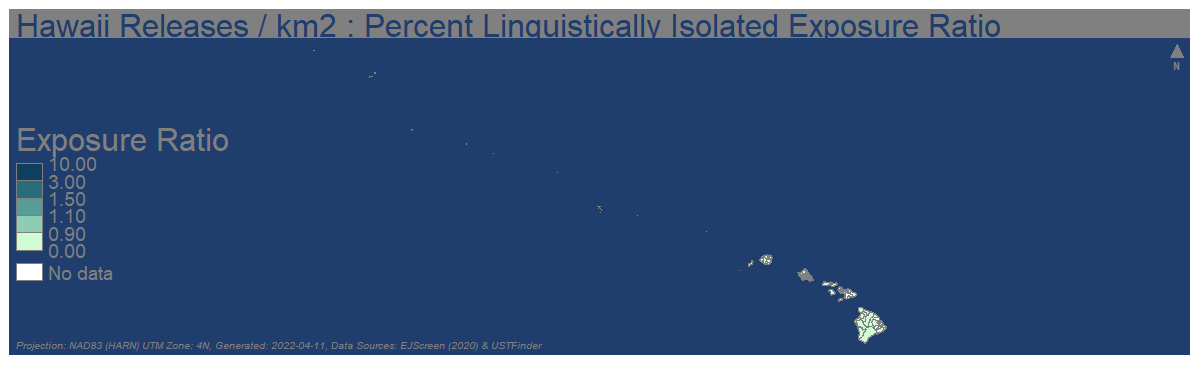 Hawaii Releases / km2 : Percent Linguistically Isolated Exposure Ratio
N
Exposure Ratio
10.00
3.00
1.50
1.10
0.90
0.00
No data
Projection: NAD83 (HARN) UTM Zone: 4N, Generated: 2022-04-11, Data Sources: EJScreen (2020) & USTFinder